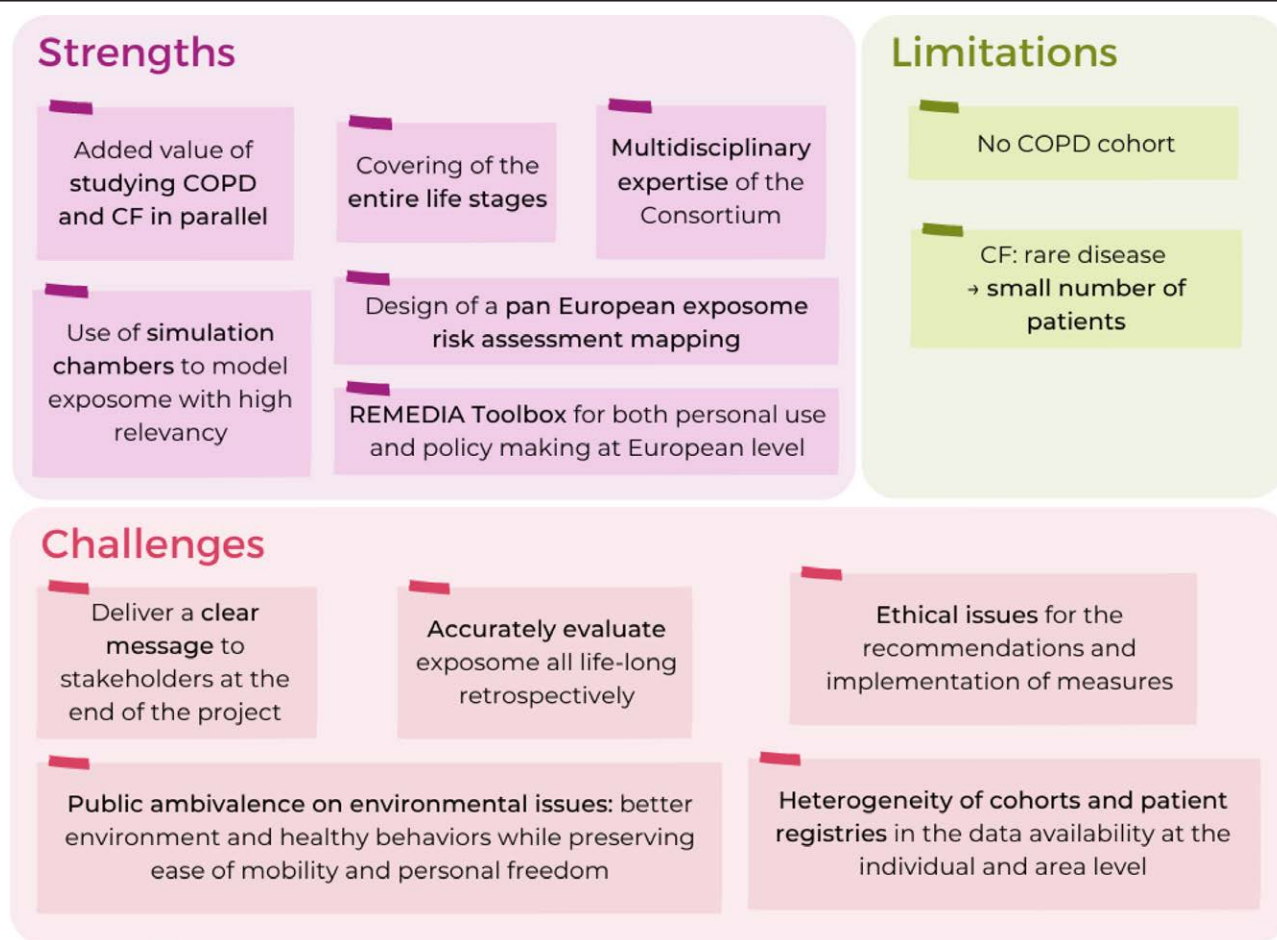 Strengths
Added value of
studying COPD
and CF in parallel
Covering of the
entire life stages
Multidisciplinary
expertise of the
Consortium
Use of simulation
chambers to model
exposome with high
relevancy
Design of a pan European exposome
risk assessment mapping
REMEDIA Toolbox for both personal use
and policy making at European level
Limitations
No COPD cohort
CF: rare disease
→ small number of
patients
Challenges
Deliver a clear
message to
stakeholders at the
end of the project
Accurately evaluate
exposome all life-long
retrospectively
Ethical issues for the
recommendations and
implementation of measures
Public ambivalence on environmental issues: better
environment and healthy behaviors while preserving
ease of mobility and personal freedom
Heterogeneity of cohorts and patient
registries in the data availability at the
individual and area level